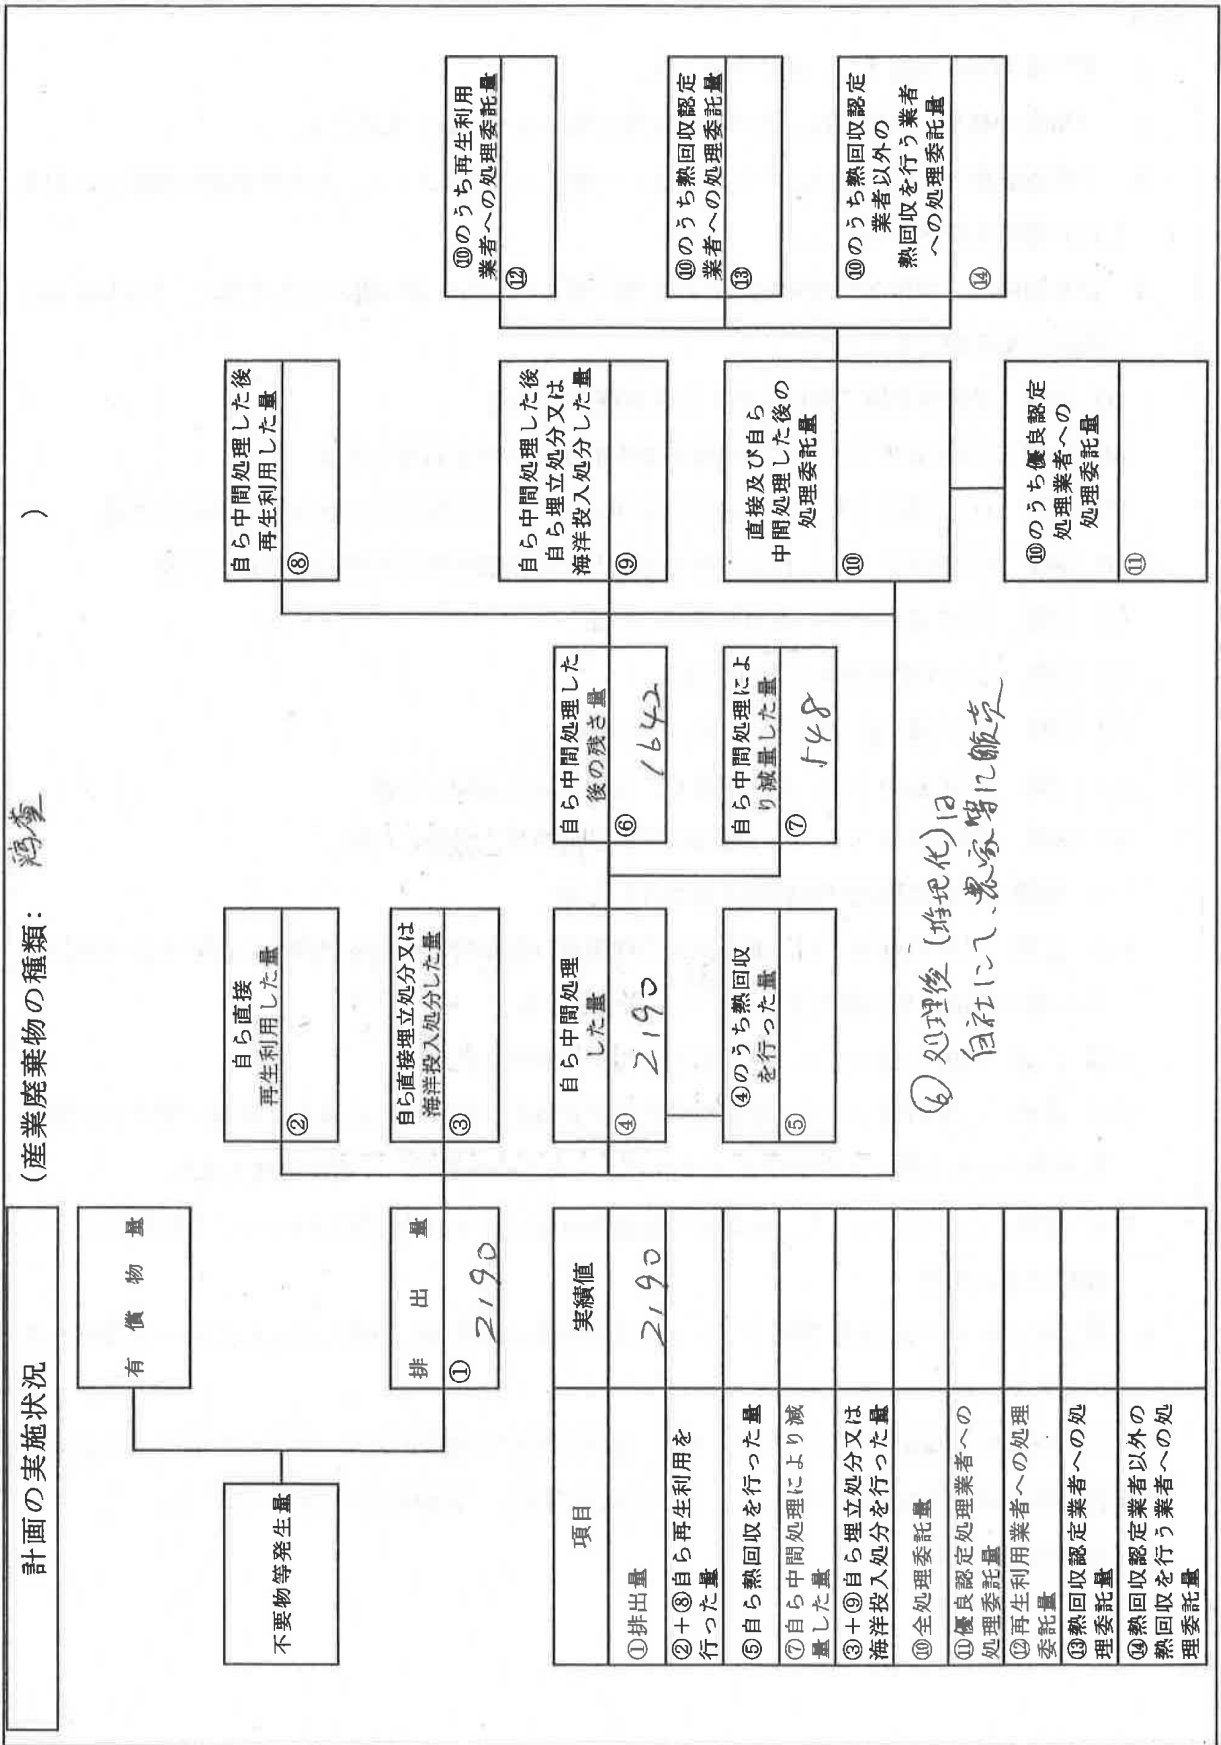 計画の実施状況
(産業廃棄物の種類:
)
不要物等発生量
有償物量
排出量
①
2190
自ら直接
再生利用した量
②
自ら直接埋立処分又は
海洋投入処分した量
③
自ら中間処理
した量
④
2190
④のうち熱回収
を行った量
⑤
自ら中間処理した
後の残さ量
⑥
1642
自ら中間処理によ
り減量した量
⑦
548
自ら中間処理した後
再生利用した量
⑧
自ら中間処理した後
自ら埋立処分又は
海洋投入処分した量
⑨
直接及び自ら
中間処理した後の
処理委託量
⑩
⑩のうち優良認定
処理業者への
処理委託量
⑪
⑩のうち再生利用
業者への処理委託量
⑫
⑩のうち熱回収認定
業者への処理委託量
⑬
⑩のうち熱回収認定
業者以外の
熱回収を行う業者
への処理委託量
⑭
項目
実績値
①排出量
2190
②+⑧自ら再生利用を
行った量
⑤自ら熱回収を行った量
⑦自ら中間処理により減
量した量
③+⑨自ら埋立処分又は
海洋投入処分を行った量
⑩全処理委託量
⑪優良認定処理業者への
処理委託量
⑫再生利用業者への処理
委託量
⑬熱回収認定業者への処
理委託量
⑭熱回収認定業者以外の
熱回収を行う業者への処
理委託量
⑥処理後(堆肥化)は
自社にて、農家等に販売